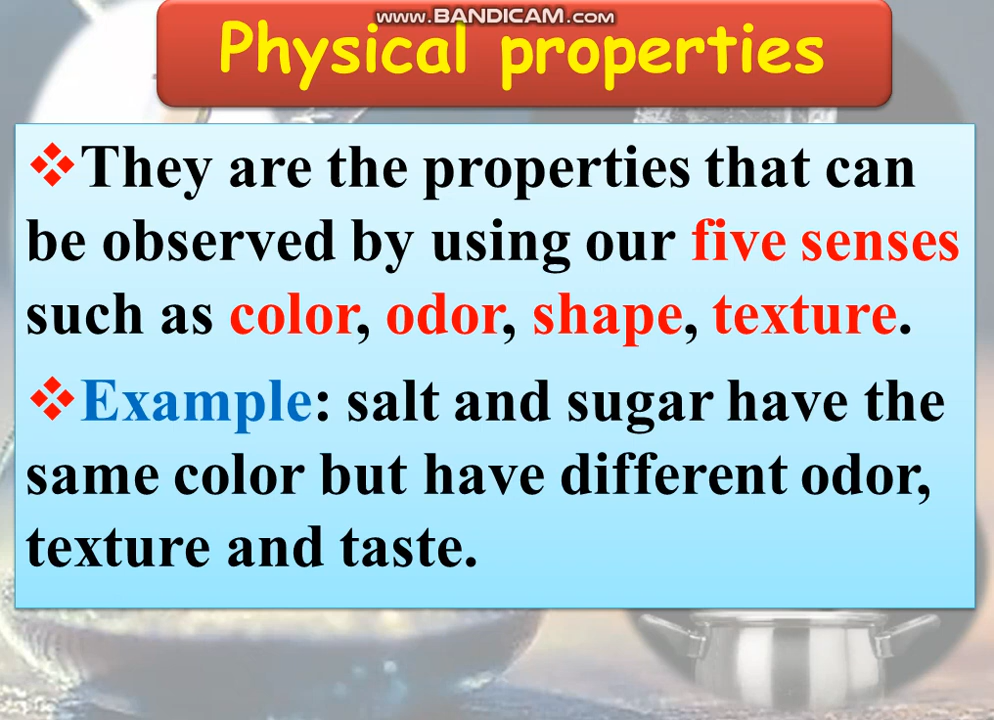 www.BANDICAM.com
Physical properties
❖They are the properties that can
be observed by using our five senses
such as color, odor, shape, texture.
❖Example: salt and sugar have the
same color but have different odor,
texture and taste.